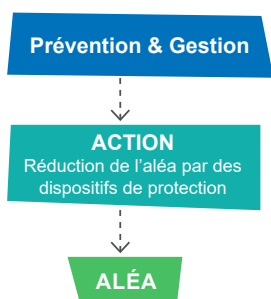 Prévention & Gestion
ACTION
Réduction de l'aléa par des
dispositifs de protection
ALÉA